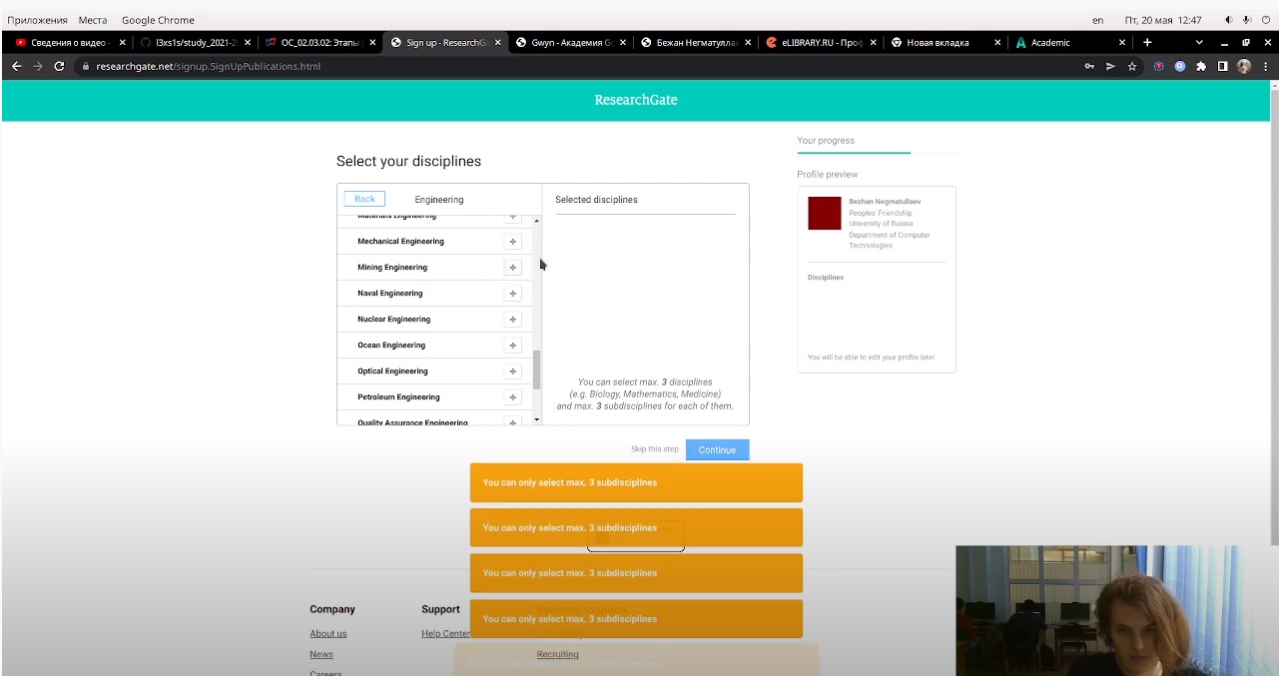 Приложения Места Google Chrome
en Пт, 20 мая 12:47
Сведения о видео -
l3xs1s/study_2021-2
ОС_02.03.02: Этапы
Sign up - ResearchGa
Gwyn - Академия Go
Бежан Негматулла
eLIBRARY.RU - Проф
Новая вкладка
Academic
researchgate.net/signup.SignUpPublications.html
ResearchGate
Select your disciplines
Back
Engineering
Materials Engineering
Mechanical Engineering
Mining Engineering
Naval Engineering
Nuclear Engineering
Ocean Engineering
Optical Engineering
Petroleum Engineering
Quality Assurance Engineering
Selected disciplines
You can select max. 3 disciplines
(e.g. Biology, Mathematics, Medicine)
and max. 3 subdisciplines for each of them.
Skip this step
Continue
Your progress
Profile preview
Bezhan Negmatullaev
Peoples' Friendship
University of Russia
Department of Computer
Technologies
Disciplines
You will be able to edit your profile later
You can only select max. 3 subdisciplines
You can only select max. 3 subdisciplines
You can only select max. 3 subdisciplines
You can only select max. 3 subdisciplines
Company
About us
News
Careers
Support
Help Center
Recruiting